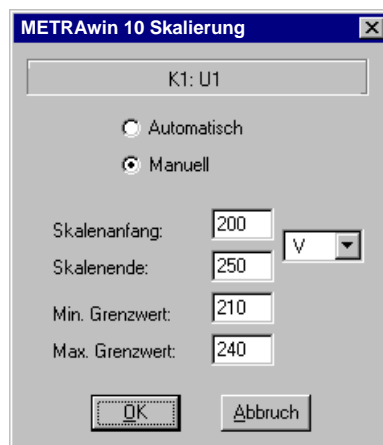 METRAwin 10 Skalierung
K1: U1
Automatisch
Manuell
Skalenanfang: 200 V
Skalenende: 250
Min. Grenzwert: 210
Max. Grenzwert: 240
OK Abbruch